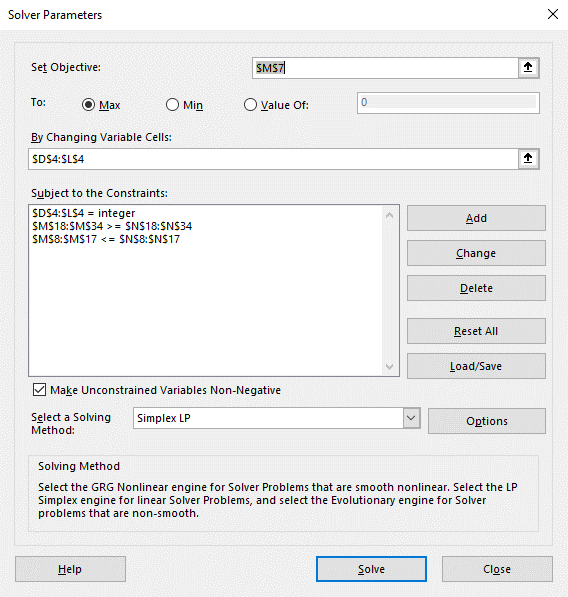 Solver Parameters
Set Objective:
$M$7
To:
Max
Min
Value Of:
0
By Changing Variable Cells:
$D$4:$L$4
Subject to the Constraints:
$D$4:$L$4 = integer
$M$18:$M$34 >= $N$18:$N$34
$M$8:$M$17 <= $N$8:$N$17
Add
Change
Delete
Reset All
Load/Save
Make Unconstrained Variables Non-Negative
Select a Solving
Method:
Simplex LP
Options
Solving Method
Select the GRG Nonlinear engine for Solver Problems that are smooth nonlinear. Select the LP
Simplex engine for linear Solver Problems, and select the Evolutionary engine for Solver
problems that are non-smooth.
Help
Solve
Close